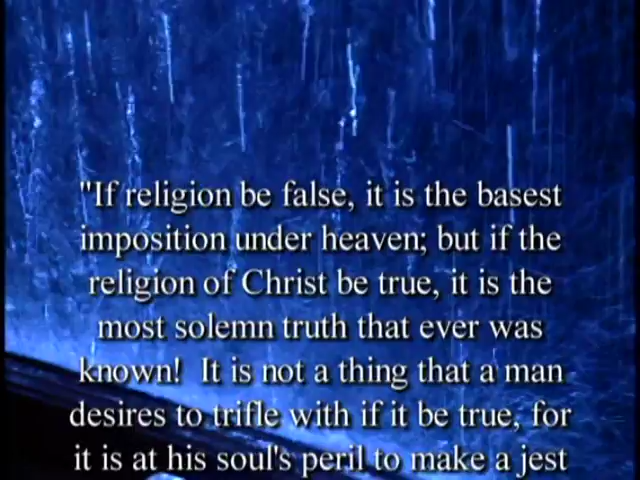 "If religion be false, it is the basest
imposition under heaven; but if the
religion of Christ be true, it is the
most solemn truth that ever was
known!  It is not a thing that a man
desires to trifle with if it be true, for
it is at his soul's peril to make a jest